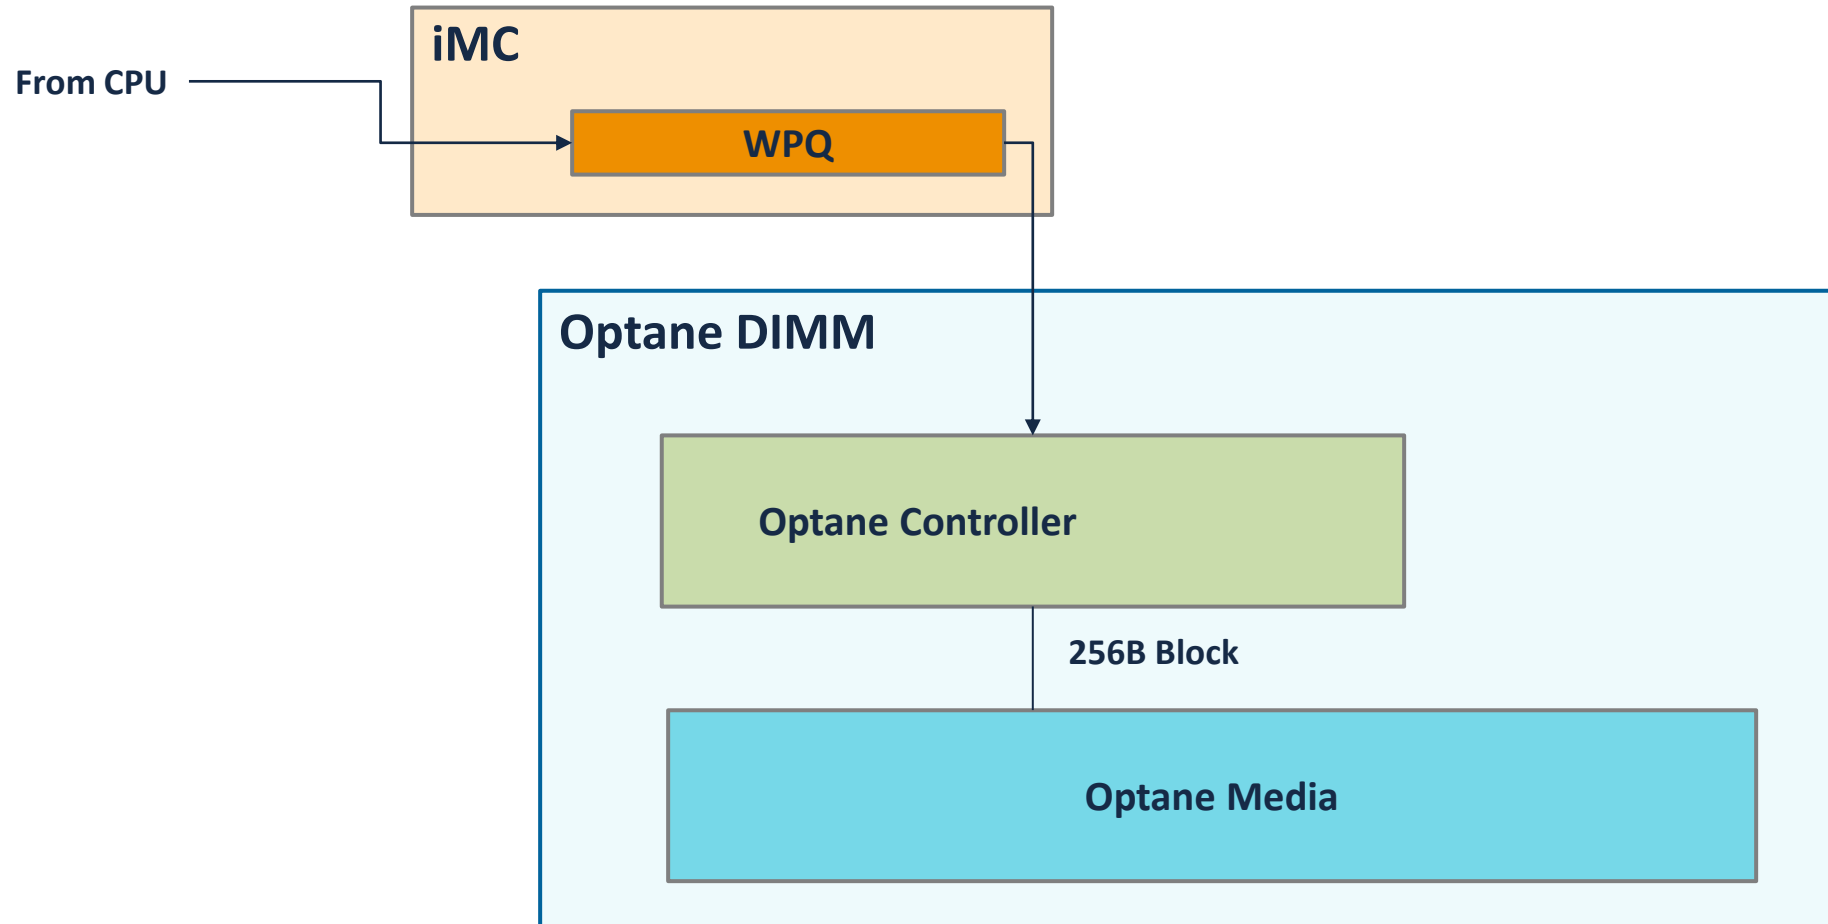 iMC
From CPU
WPQ
Optane DIMM
Optane Controller
256B Block
Optane Media